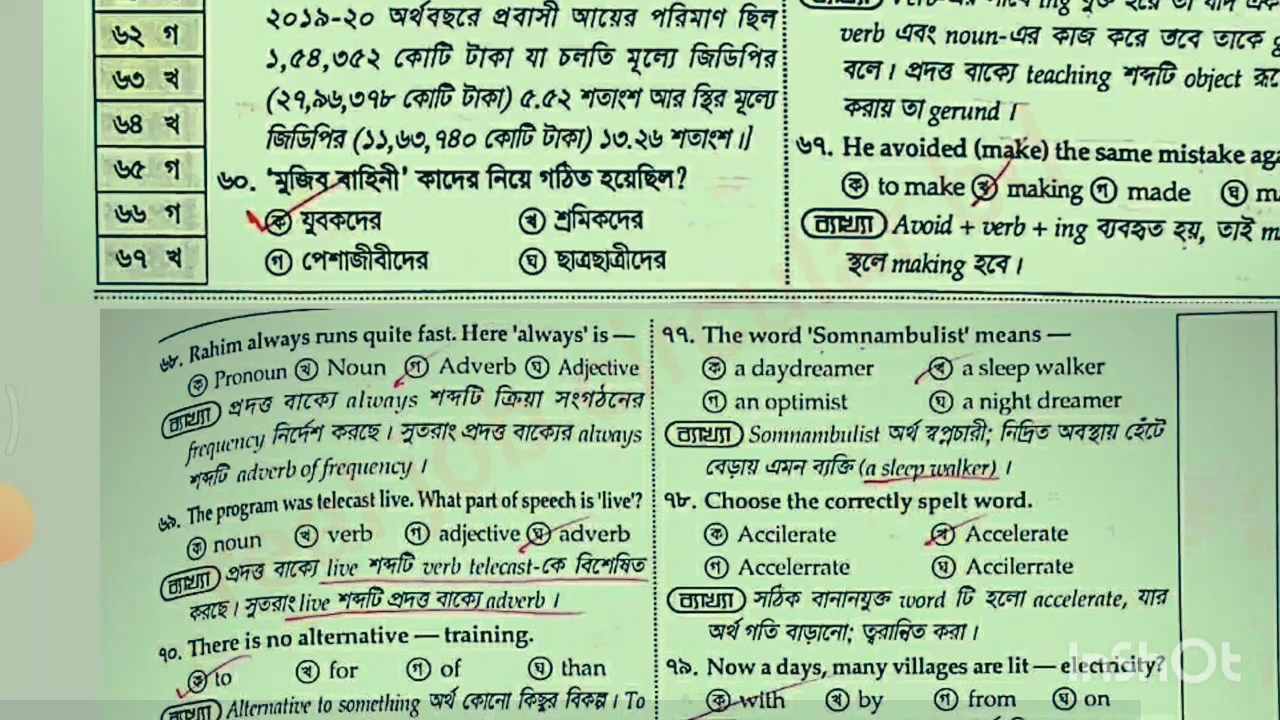 ৬২ গ
৬৩ খ
৬৪ খ
৬৫ গ
৬৬ গ
৬৭ খ
২০১৯-২০ অর্থবছরে প্রবাসী আয়ের পরিমাণ ছিল
১,৫৪,৩৫২ কোটি টাকা যা চলতি মূল্যে জিডিপির
(২৭,৯৬,৩৭৮ কোটি টাকা) ৫.৫২ শতাংশ আর স্থির মূল্যে
জিডিপির (১১,৬৩,৭৪০ কোটি টাকা) ১৩.২৬ শতাংশ।]
৬০. 'মুজিব বাহিনী' কাদের নিয়ে গঠিত হয়েছিল?
ক যুবকদের খ শ্রমিকদের
গ পেশাজীবীদের ঘ ছাত্রছাত্রীদের
verb এবং noun-এর কাজ করে তবে তাকে
বলে। প্রদত্ত বাক্যে teaching শব্দটি object
করায় তা gerund।
৬৭. He avoided (make) the same mistake
ক to make খ making গ made ঘ
ব্যাখ্যা Avoid + verb + ing ব্যবহৃত হয়, তাই
স্থলে making হবে।
৬৮. Rahim always runs quite fast. Here 'always' is —
ক Pronoun খ Noun গ Adverb ঘ Adjective
ব্যাখ্যা প্রদত্ত বাক্যে always শব্দটি ক্রিয়া সংগঠনের
frequency নির্দেশ করছে। সুতরাং প্রদত্ত বাক্যের always
শব্দটি adverb of frequency।
৬৯. The program was telecast live. What part of speech is 'live'?
ক noun খ verb গ adjective ঘ adverb
ব্যাখ্যা প্রদত্ত বাক্যে live শব্দটি verb telecast-কে বিশেষিত
করছে। সুতরাং live শব্দটি প্রদত্ত বাক্যে adverb।
৭০. There is no alternative — training.
ক to খ for গ of ঘ than
ব্যাখ্যা Alternative to something অর্থ কোনো কিছুর বিকল্প। To
৭৭. The word 'Somnambulist' means —
ক a daydreamer খ a sleep walker
গ an optimist ঘ a night dreamer
ব্যাখ্যা Somnambulist অর্থ স্বপ্নচারী; নিদ্রিত অবস্থায় হেঁটে
বেড়ায় এমন ব্যক্তি (a sleep walker)।
৭৮. Choose the correctly spelt word.
ক Accilerate খ Accelerate
গ Accelerrate ঘ Accilerrate
ব্যাখ্যা সঠিক বানানযুক্ত word টি হলো accelerate, যার
অর্থ গতি বাড়ানো; ত্বরান্বিত করা।
৭৯. Now a days, many villages are lit — electricity?
ক with খ by গ from ঘ on
InShOt